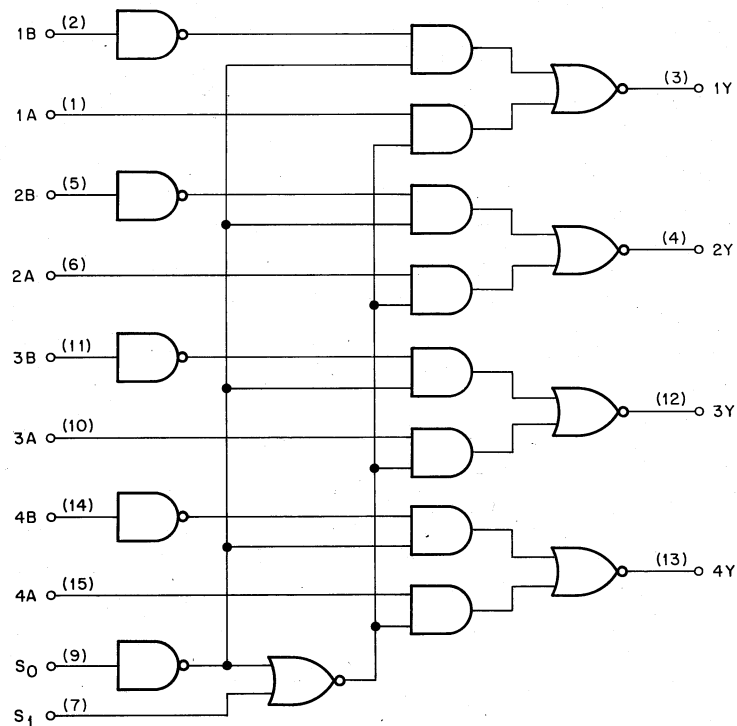 1B (2)
(3) 1Y
1A (1)
2B (5)
(4) 2Y
2A (6)
3B (11)
(12) 3Y
3A (10)
4B (14)
(13) 4Y
4A (15)
S0 (9)
S1 (7)